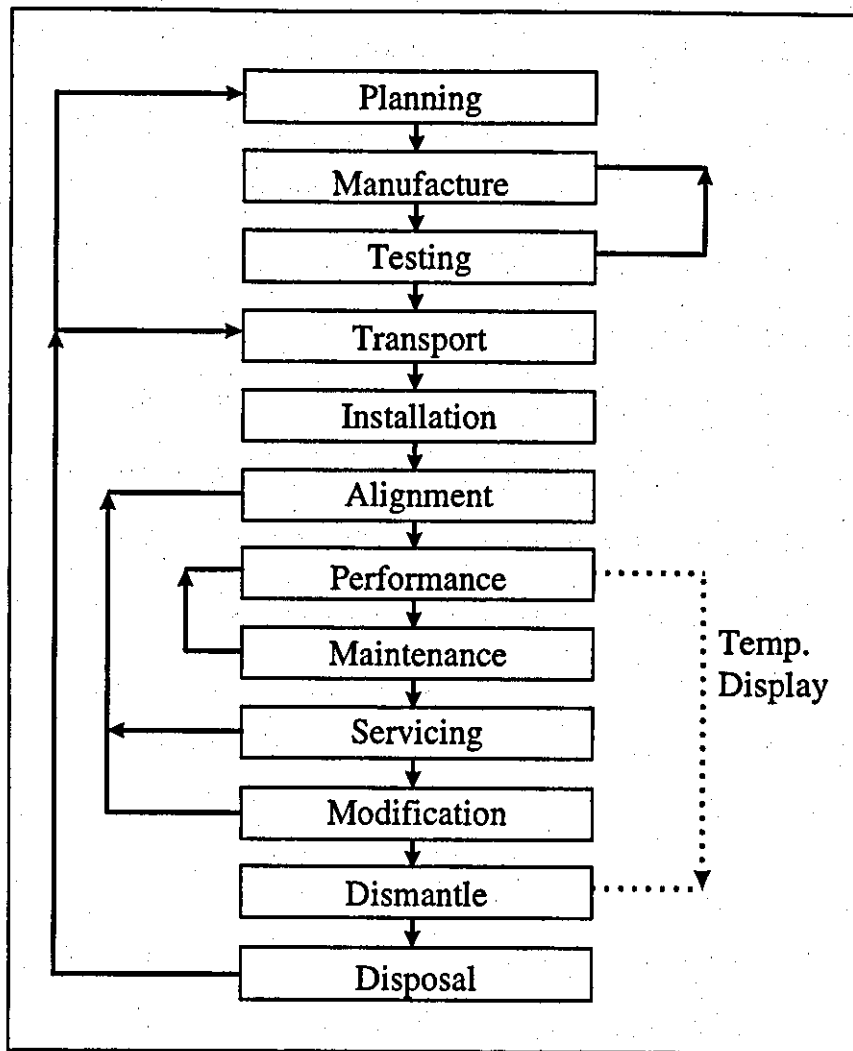 Planning
Manufacture
Testing
Transport
Installation
Alignment
Performance
Maintenance
Temp.
Display
Servicing
Modification
Dismantle
Disposal